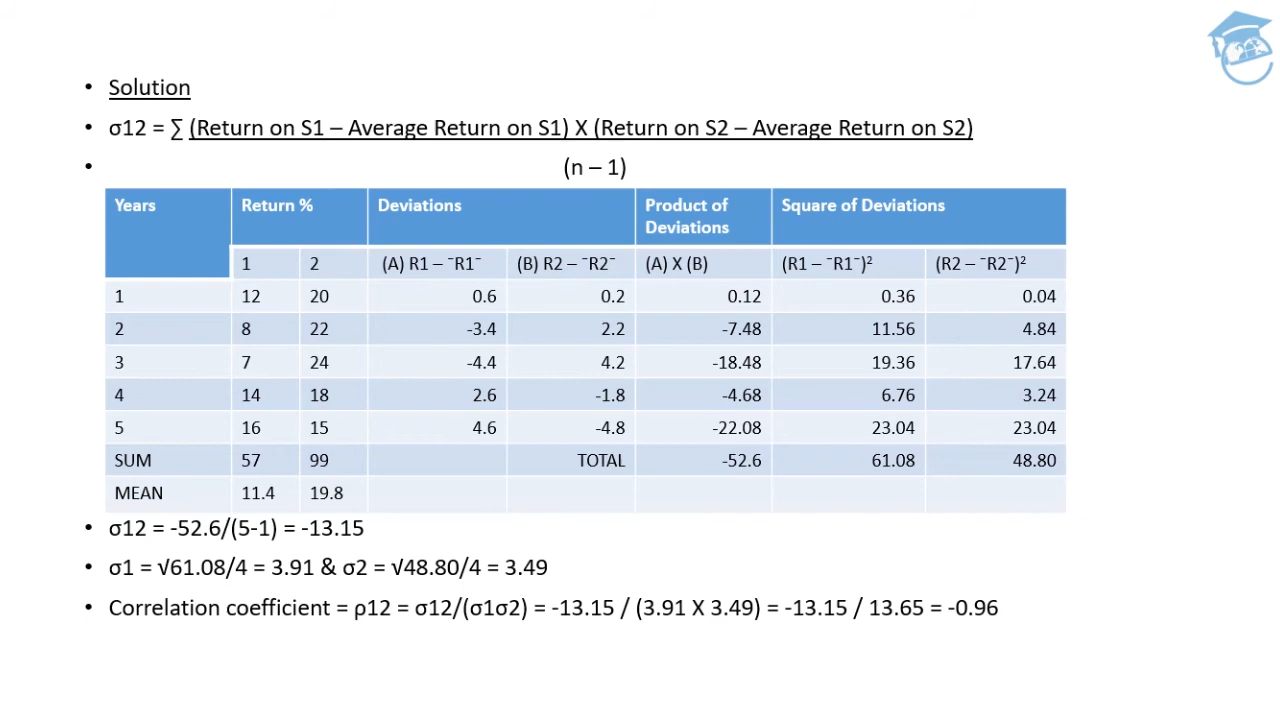 • Solution
• σ12 = ∑ (Return on S1 – Average Return on S1) X (Return on S2 – Average Return on S2)
• (n – 1)
Years Return % Deviations Product of Deviations Square of Deviations
1 2 (A) R1 – ¯R1¯ (B) R2 – ¯R2¯ (A) X (B) (R1 – ¯R1¯)² (R2 – ¯R2¯)²
1 12 20 0.6 0.2 0.12 0.36 0.04
2 8 22 -3.4 2.2 -7.48 11.56 4.84
3 7 24 -4.4 4.2 -18.48 19.36 17.64
4 14 18 2.6 -1.8 -4.68 6.76 3.24
5 16 15 4.6 -4.8 -22.08 23.04 23.04
SUM 57 99 TOTAL -52.6 61.08 48.80
MEAN 11.4 19.8
• σ12 = -52.6/(5-1) = -13.15
• σ1 = √61.08/4 = 3.91 & σ2 = √48.80/4 = 3.49
• Correlation coefficient = ρ12 = σ12/(σ1σ2) = -13.15 / (3.91 X 3.49) = -13.15 / 13.65 = -0.96